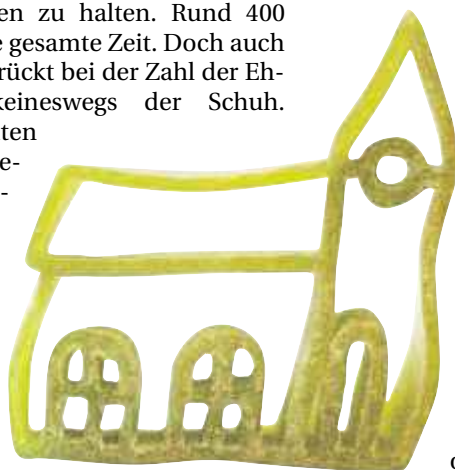 en zu halten. Rund 400
e gesamte Zeit. Doch auch
rückt bei der Zahl der Eh-
keineswegs der Schuh.
ten
e-
-